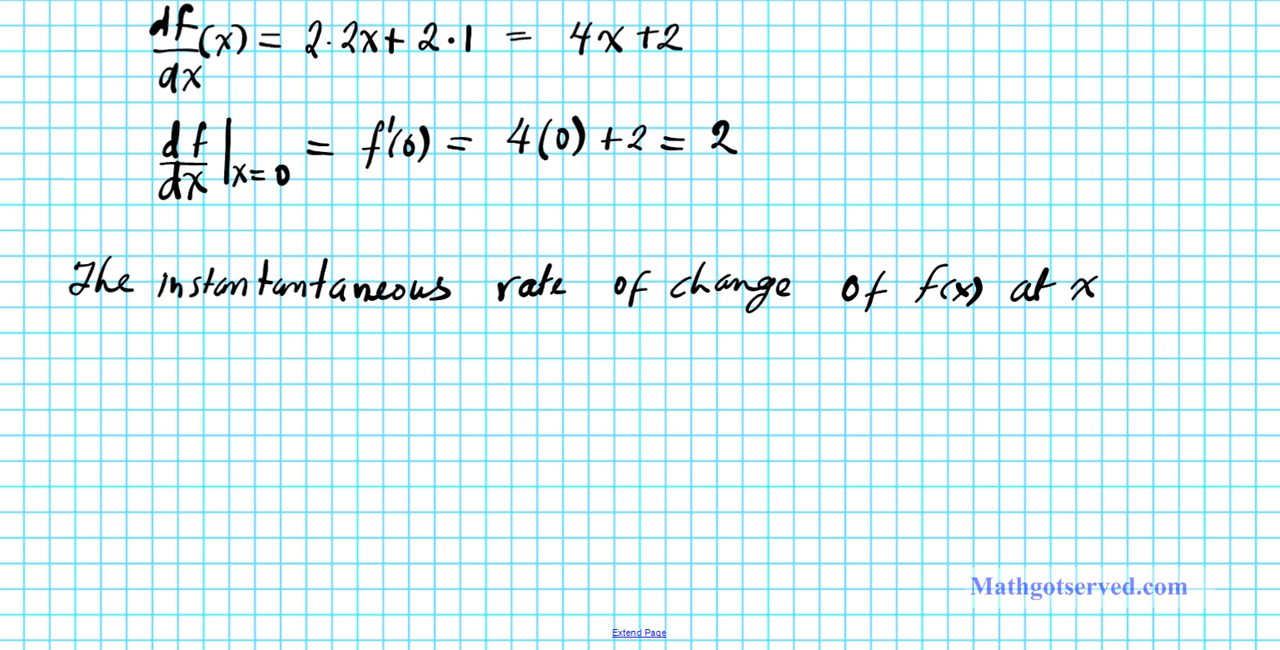 df/dx (x) = 2·2x + 2·1 = 4x + 2
df/dx |x=0 = f'(0) = 4(0) + 2 = 2
The instantantaneous rate of change of f(x) at x
Mathgotserved.com
Extend Page